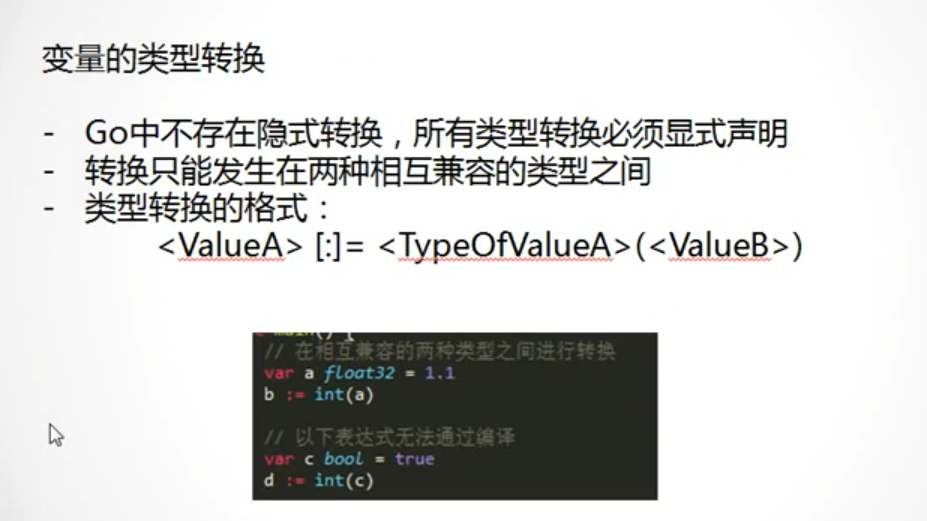 变量的类型转换
- Go中不存在隐式转换，所有类型转换必须显式声明
- 转换只能发生在两种相互兼容的类型之间
- 类型转换的格式：
<ValueA> [:]= <TypeOfValueA>(<ValueB>)
// 在相互兼容的两种类型之间进行转换
var a float32 = 1.1
b := int(a)
// 以下表达式无法通过编译
var c bool = true
d := int(c)